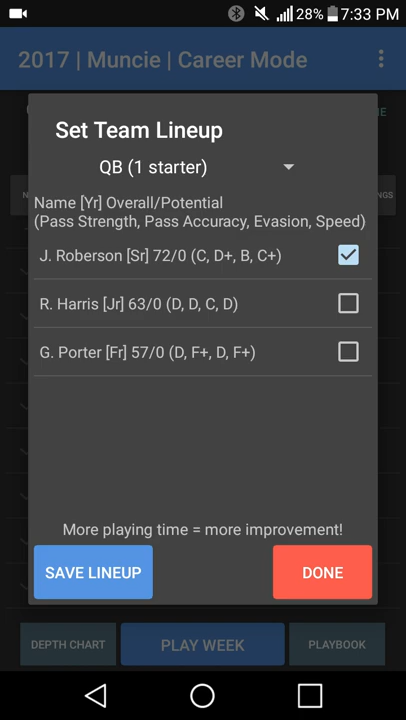 28% 7:33 PM
2017 | Muncie | Career Mode
Set Team Lineup
QB (1 starter)
Name [Yr] Overall/Potential
(Pass Strength, Pass Accuracy, Evasion, Speed)
J. Roberson [Sr] 72/0 (C, D+, B, C+)
R. Harris [Jr] 63/0 (D, D, C, D)
G. Porter [Fr] 57/0 (D, F+, D, F+)
More playing time = more improvement!
SAVE LINEUP DONE
DEPTH CHART PLAY WEEK PLAYBOOK